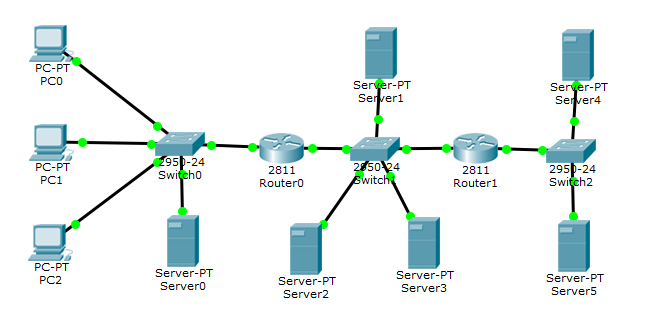 PC-PT
PC0
Server-PT
Server1
Server-PT
Server4
PC-PT
PC1
2950-24
Switch0
2811
Router0
2950-24
2811
Router1
2950-24
Switch2
PC-PT
PC2
Server-PT
Server0
Server-PT
Server2
Server-PT
Server3
Server-PT
Server5